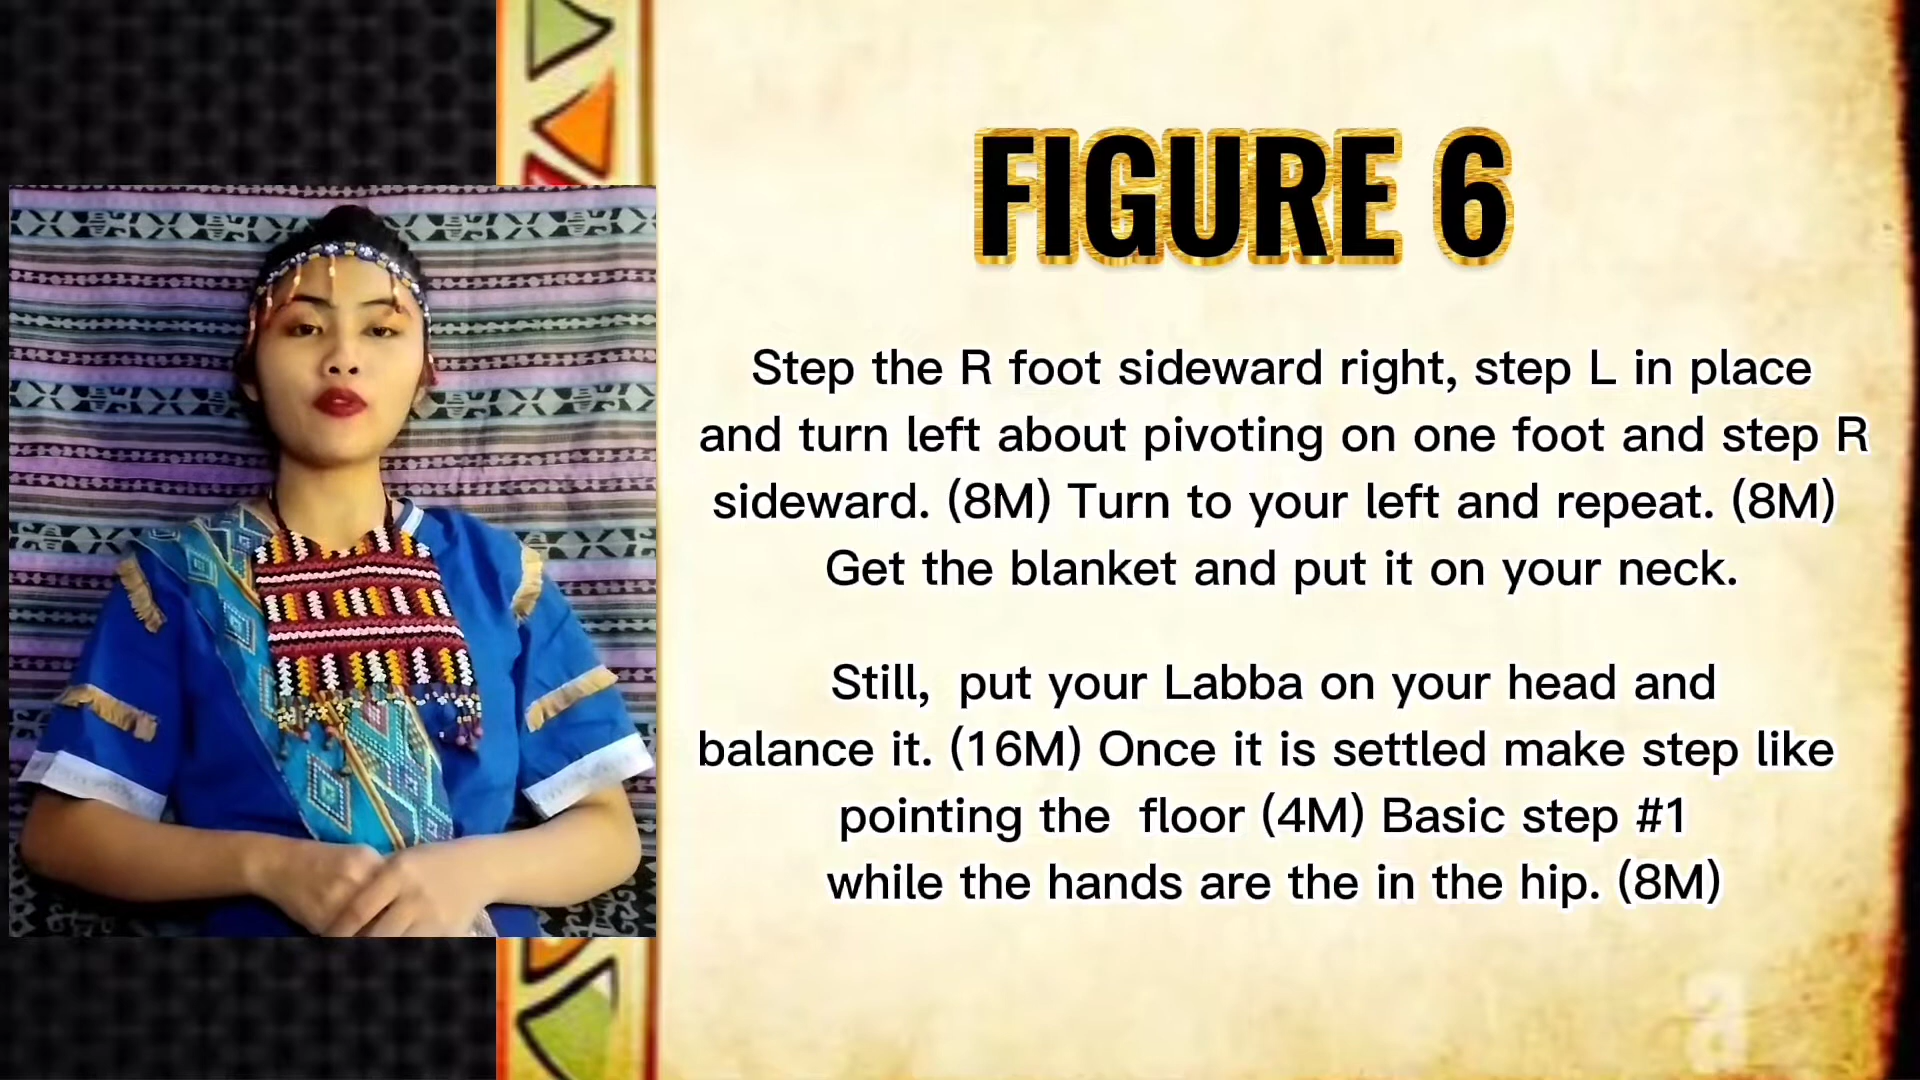 FIGURE 6
Step the R foot sideward right, step L in place
and turn left about pivoting on one foot and step R
sideward. (8M) Turn to your left and repeat. (8M)
Get the blanket and put it on your neck.
Still,  put your Labba on your head and
balance it. (16M) Once it is settled make step like
pointing the  floor (4M) Basic step #1
while the hands are the in the hip. (8M)
a